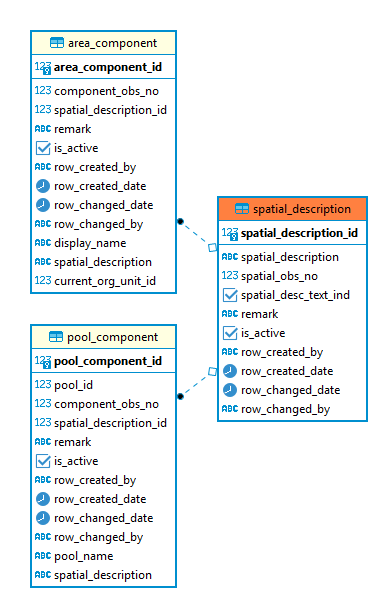 area_component
123 area_component_id
123 component_obs_no
123 spatial_description_id
ABC remark
is_active
ABC row_created_by
row_created_date
row_changed_date
ABC row_changed_by
ABC display_name
ABC spatial_description
123 current_org_unit_id
spatial_description
123 spatial_description_id
ABC spatial_description
123 spatial_obs_no
spatial_desc_text_ind
ABC remark
is_active
ABC row_created_by
row_created_date
row_changed_date
ABC row_changed_by
pool_component
123 pool_component_id
123 pool_id
123 component_obs_no
123 spatial_description_id
ABC remark
is_active
ABC row_created_by
row_created_date
row_changed_date
ABC row_changed_by
ABC pool_name
ABC spatial_description